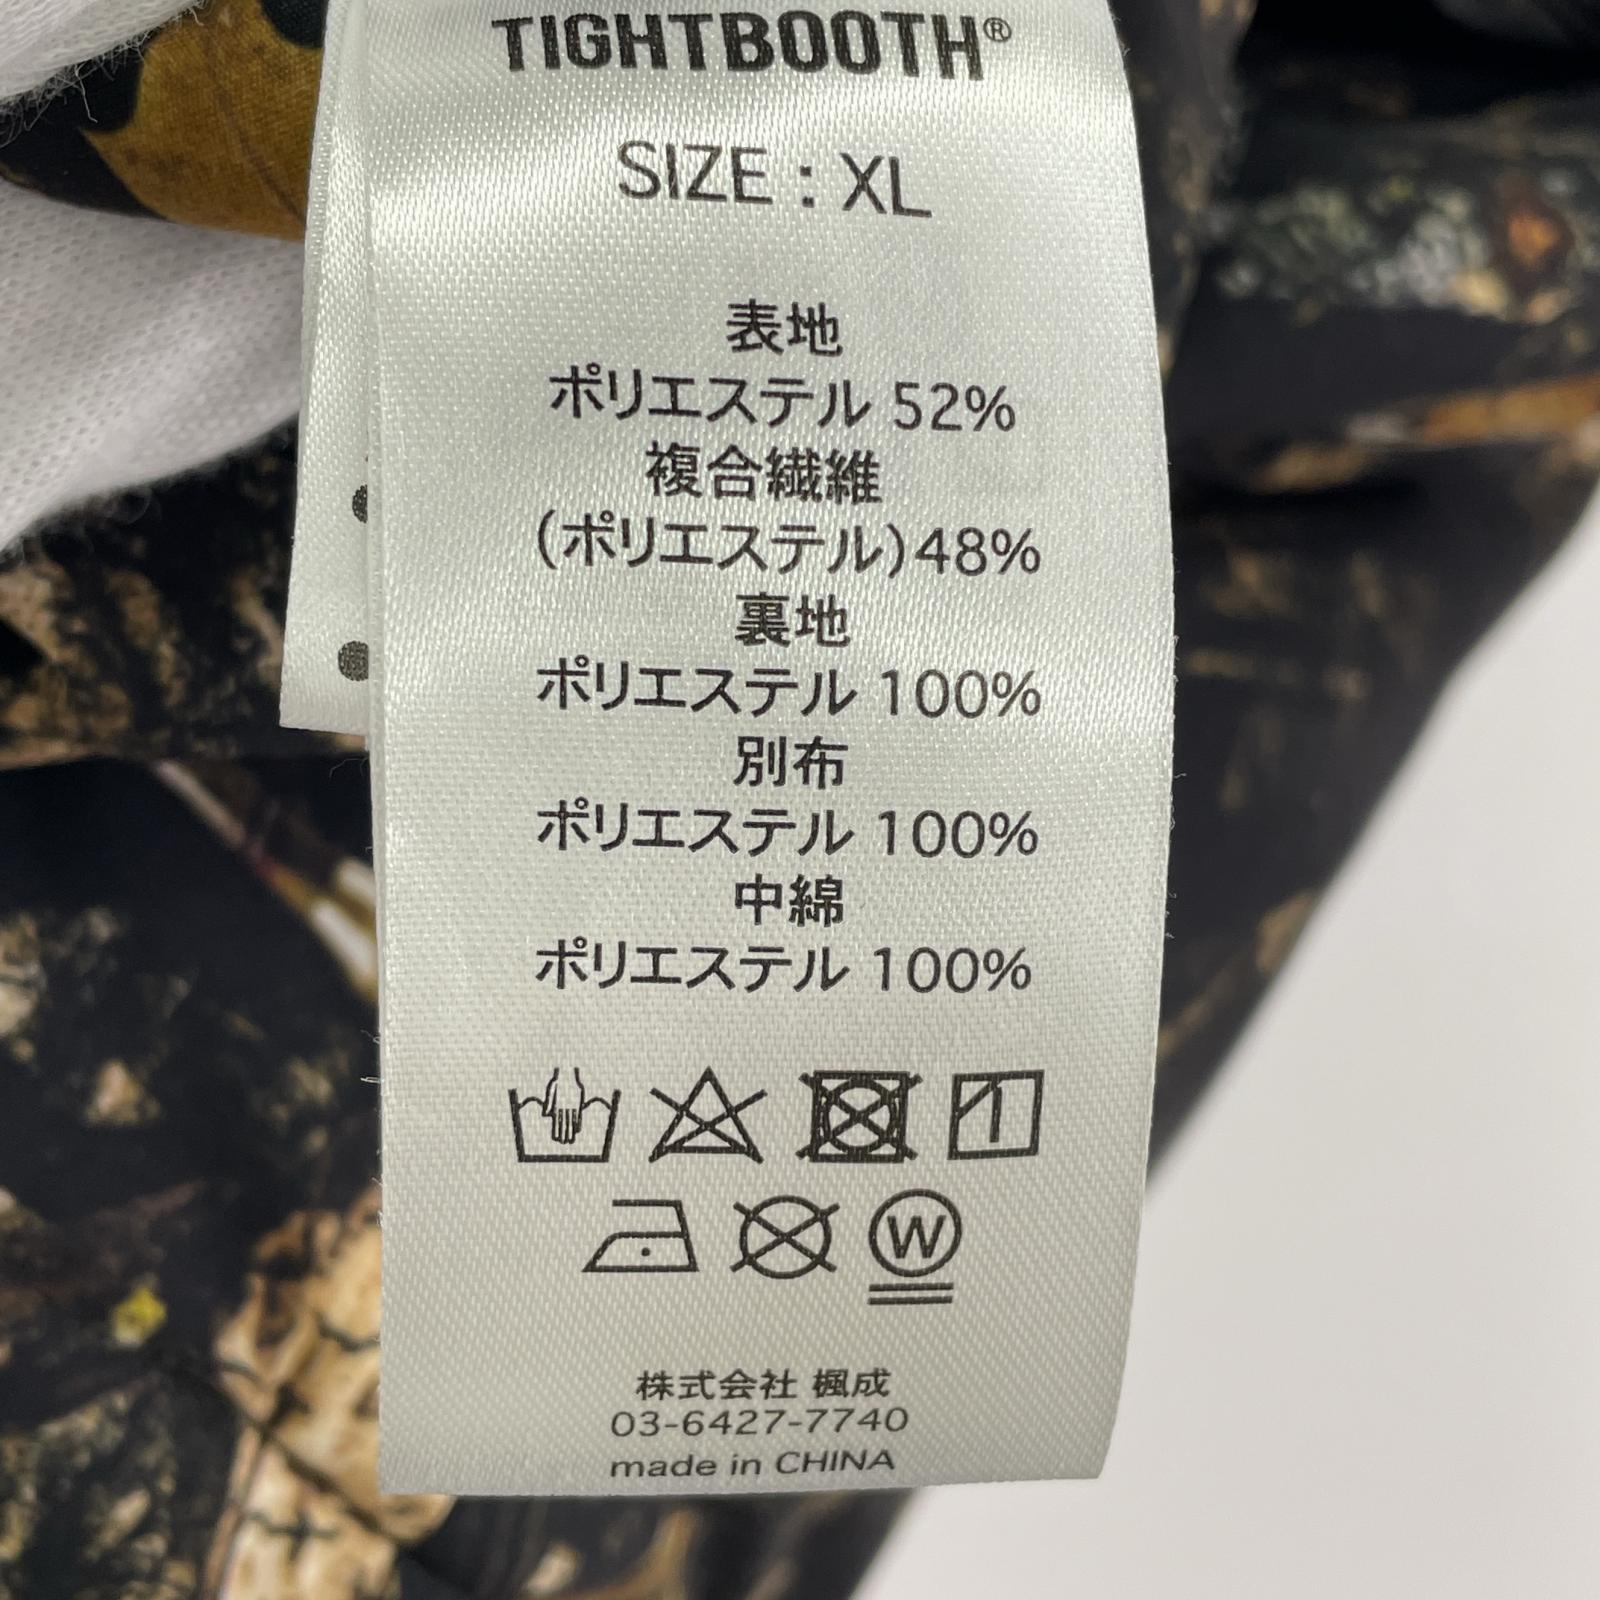 TIGHTBOOTH®
SIZE : XL
表地
ポリエステル 52%
複合繊維
(ポリエステル)48%
裏地
ポリエステル 100%
別布
ポリエステル 100%
中綿
ポリエステル 100%
W
株式会社 楓成
03-6427-7740
made in CHINA